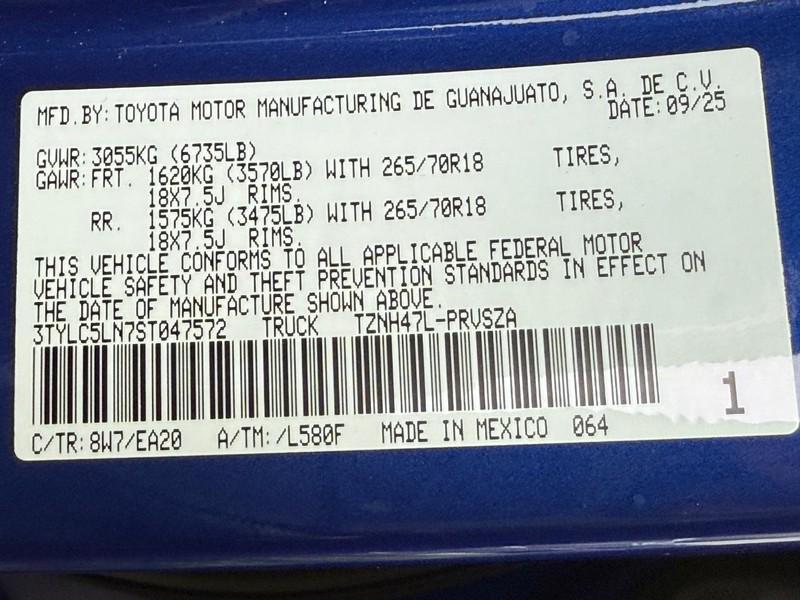 MFD.BY:TOYOTA MOTOR MANUFACTURING DE GUANAJUATO, S.A. DE C.V.
DATE:09/25
GVWR:3055KG (6735LB)
GAWR:FRT. 1620KG (3570LB) WITH 265/70R18 TIRES,
18X7.5J RIMS.
RR. 1575KG (3475LB) WITH 265/70R18 TIRES,
18X7.5J RIMS.
THIS VEHICLE CONFORMS TO ALL APPLICABLE FEDERAL MOTOR
VEHICLE SAFETY AND THEFT PREVENTION STANDARDS IN EFFECT ON
THE DATE OF MANUFACTURE SHOWN ABOVE.
3TYLC5LN7ST047572 TRUCK TZNH47L-PRVSZA
1
C/TR:8W7/EA20 A/TM:/L580F MADE IN MEXICO 064